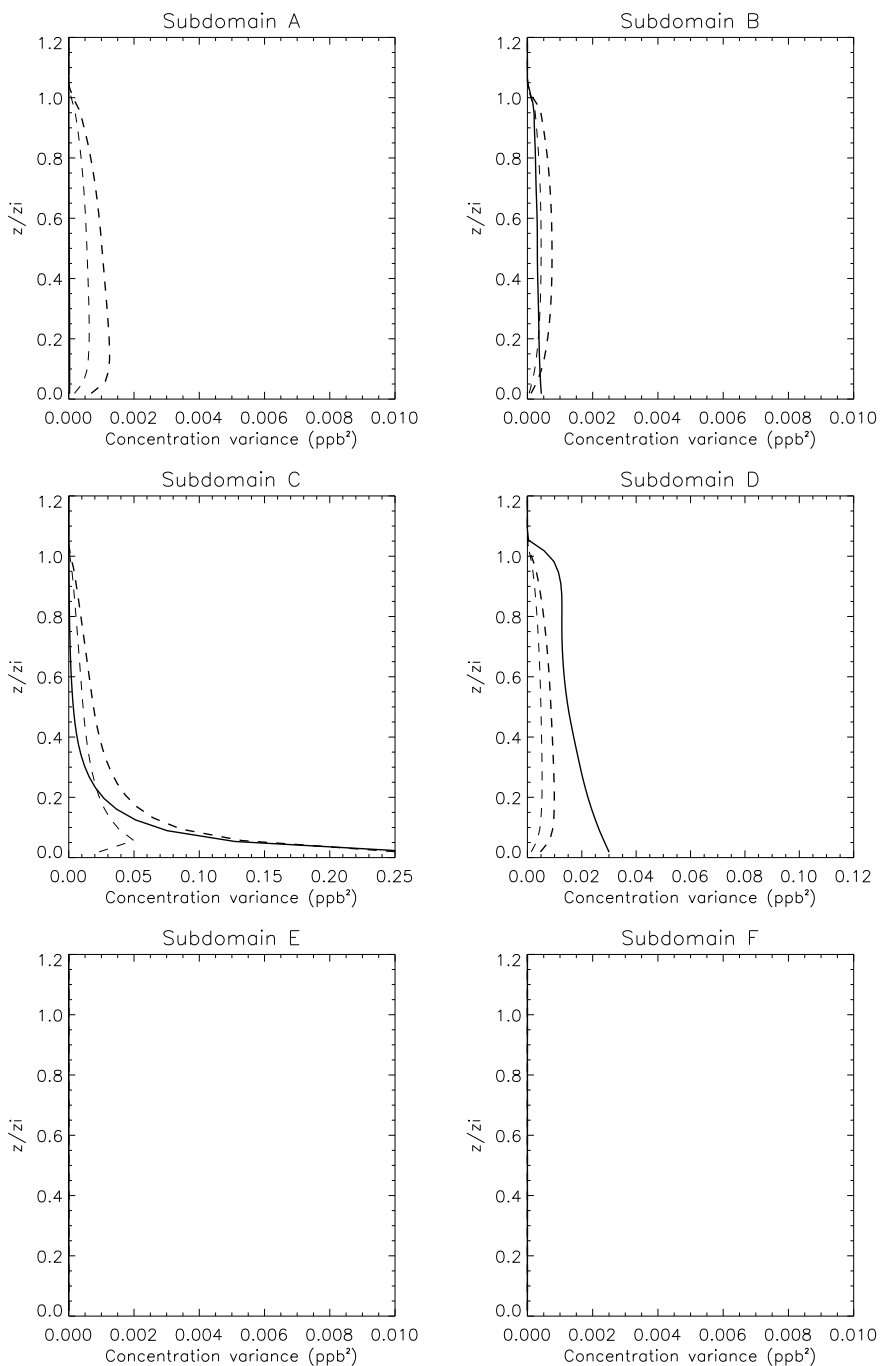 Subdomain A
1.2
1.0
0.8
0.6
0.4
0.2
0.0
z/zi
0.000 0.002 0.004 0.006 0.008 0.010
Concentration variance (ppb²)
Subdomain B
1.2
1.0
0.8
0.6
0.4
0.2
0.0
z/zi
0.000 0.002 0.004 0.006 0.008 0.010
Concentration variance (ppb²)
Subdomain C
1.2
1.0
0.8
0.6
0.4
0.2
0.0
z/zi
0.00 0.05 0.10 0.15 0.20 0.25
Concentration variance (ppb²)
Subdomain D
1.2
1.0
0.8
0.6
0.4
0.2
0.0
z/zi
0.00 0.02 0.04 0.06 0.08 0.10 0.12
Concentration variance (ppb²)
Subdomain E
1.2
1.0
0.8
0.6
0.4
0.2
0.0
z/zi
0.000 0.002 0.004 0.006 0.008 0.010
Concentration variance (ppb²)
Subdomain F
1.2
1.0
0.8
0.6
0.4
0.2
0.0
z/zi
0.000 0.002 0.004 0.006 0.008 0.010
Concentration variance (ppb²)